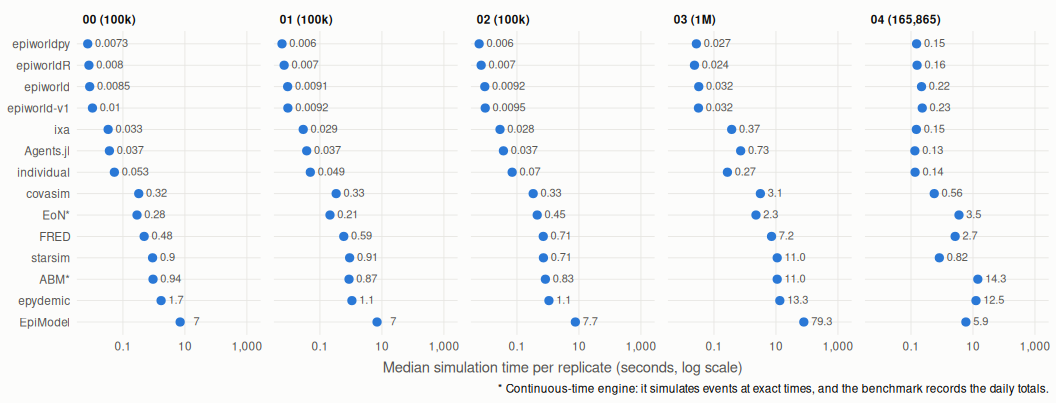 00 (100k) 01 (100k) 02 (100k) 03 (1M) 04 (165,865)
epiworldpy 0.0073 0.006 0.006 0.027 0.15
epiworldR 0.008 0.007 0.007 0.024 0.16
epiworld 0.0085 0.0091 0.0092 0.032 0.22
epiworld-v1 0.01 0.0092 0.0095 0.032 0.23
ixa 0.033 0.029 0.028 0.37 0.15
Agents.jl 0.037 0.037 0.037 0.73 0.13
individual 0.053 0.049 0.07 0.27 0.14
covasim 0.32 0.33 0.33 3.1 0.56
EoN* 0.28 0.21 0.45 2.3 3.5
FRED 0.48 0.59 0.71 7.2 2.7
starsim 0.9 0.91 0.71 11.0 0.82
ABM* 0.94 0.87 0.83 11.0 14.3
epydemic 1.7 1.1 1.1 13.3 12.5
EpiModel 7 7 7.7 79.3 5.9
0.1 10 1,000 0.1 10 1,000 0.1 10 1,000 0.1 10 1,000 0.1 10 1,000
Median simulation time per replicate (seconds, log scale)
* Continuous-time engine: it simulates events at exact times, and the benchmark records the daily totals.